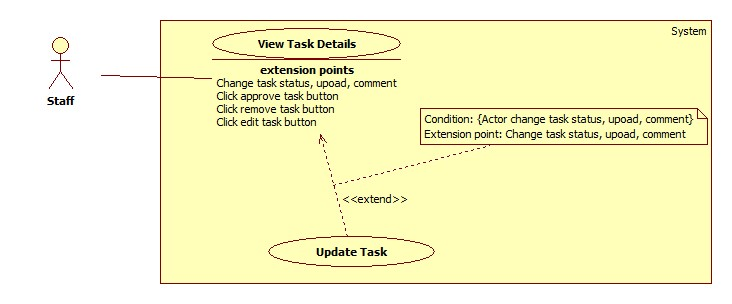 System
View Task Details
extension points
Change task status, upoad, comment
Click approve task button
Click remove task button
Click edit task button
Staff
Condition: {Actor change task status, upoad, comment}
Extension point: Change task status, upoad, comment
<<extend>>
Update Task